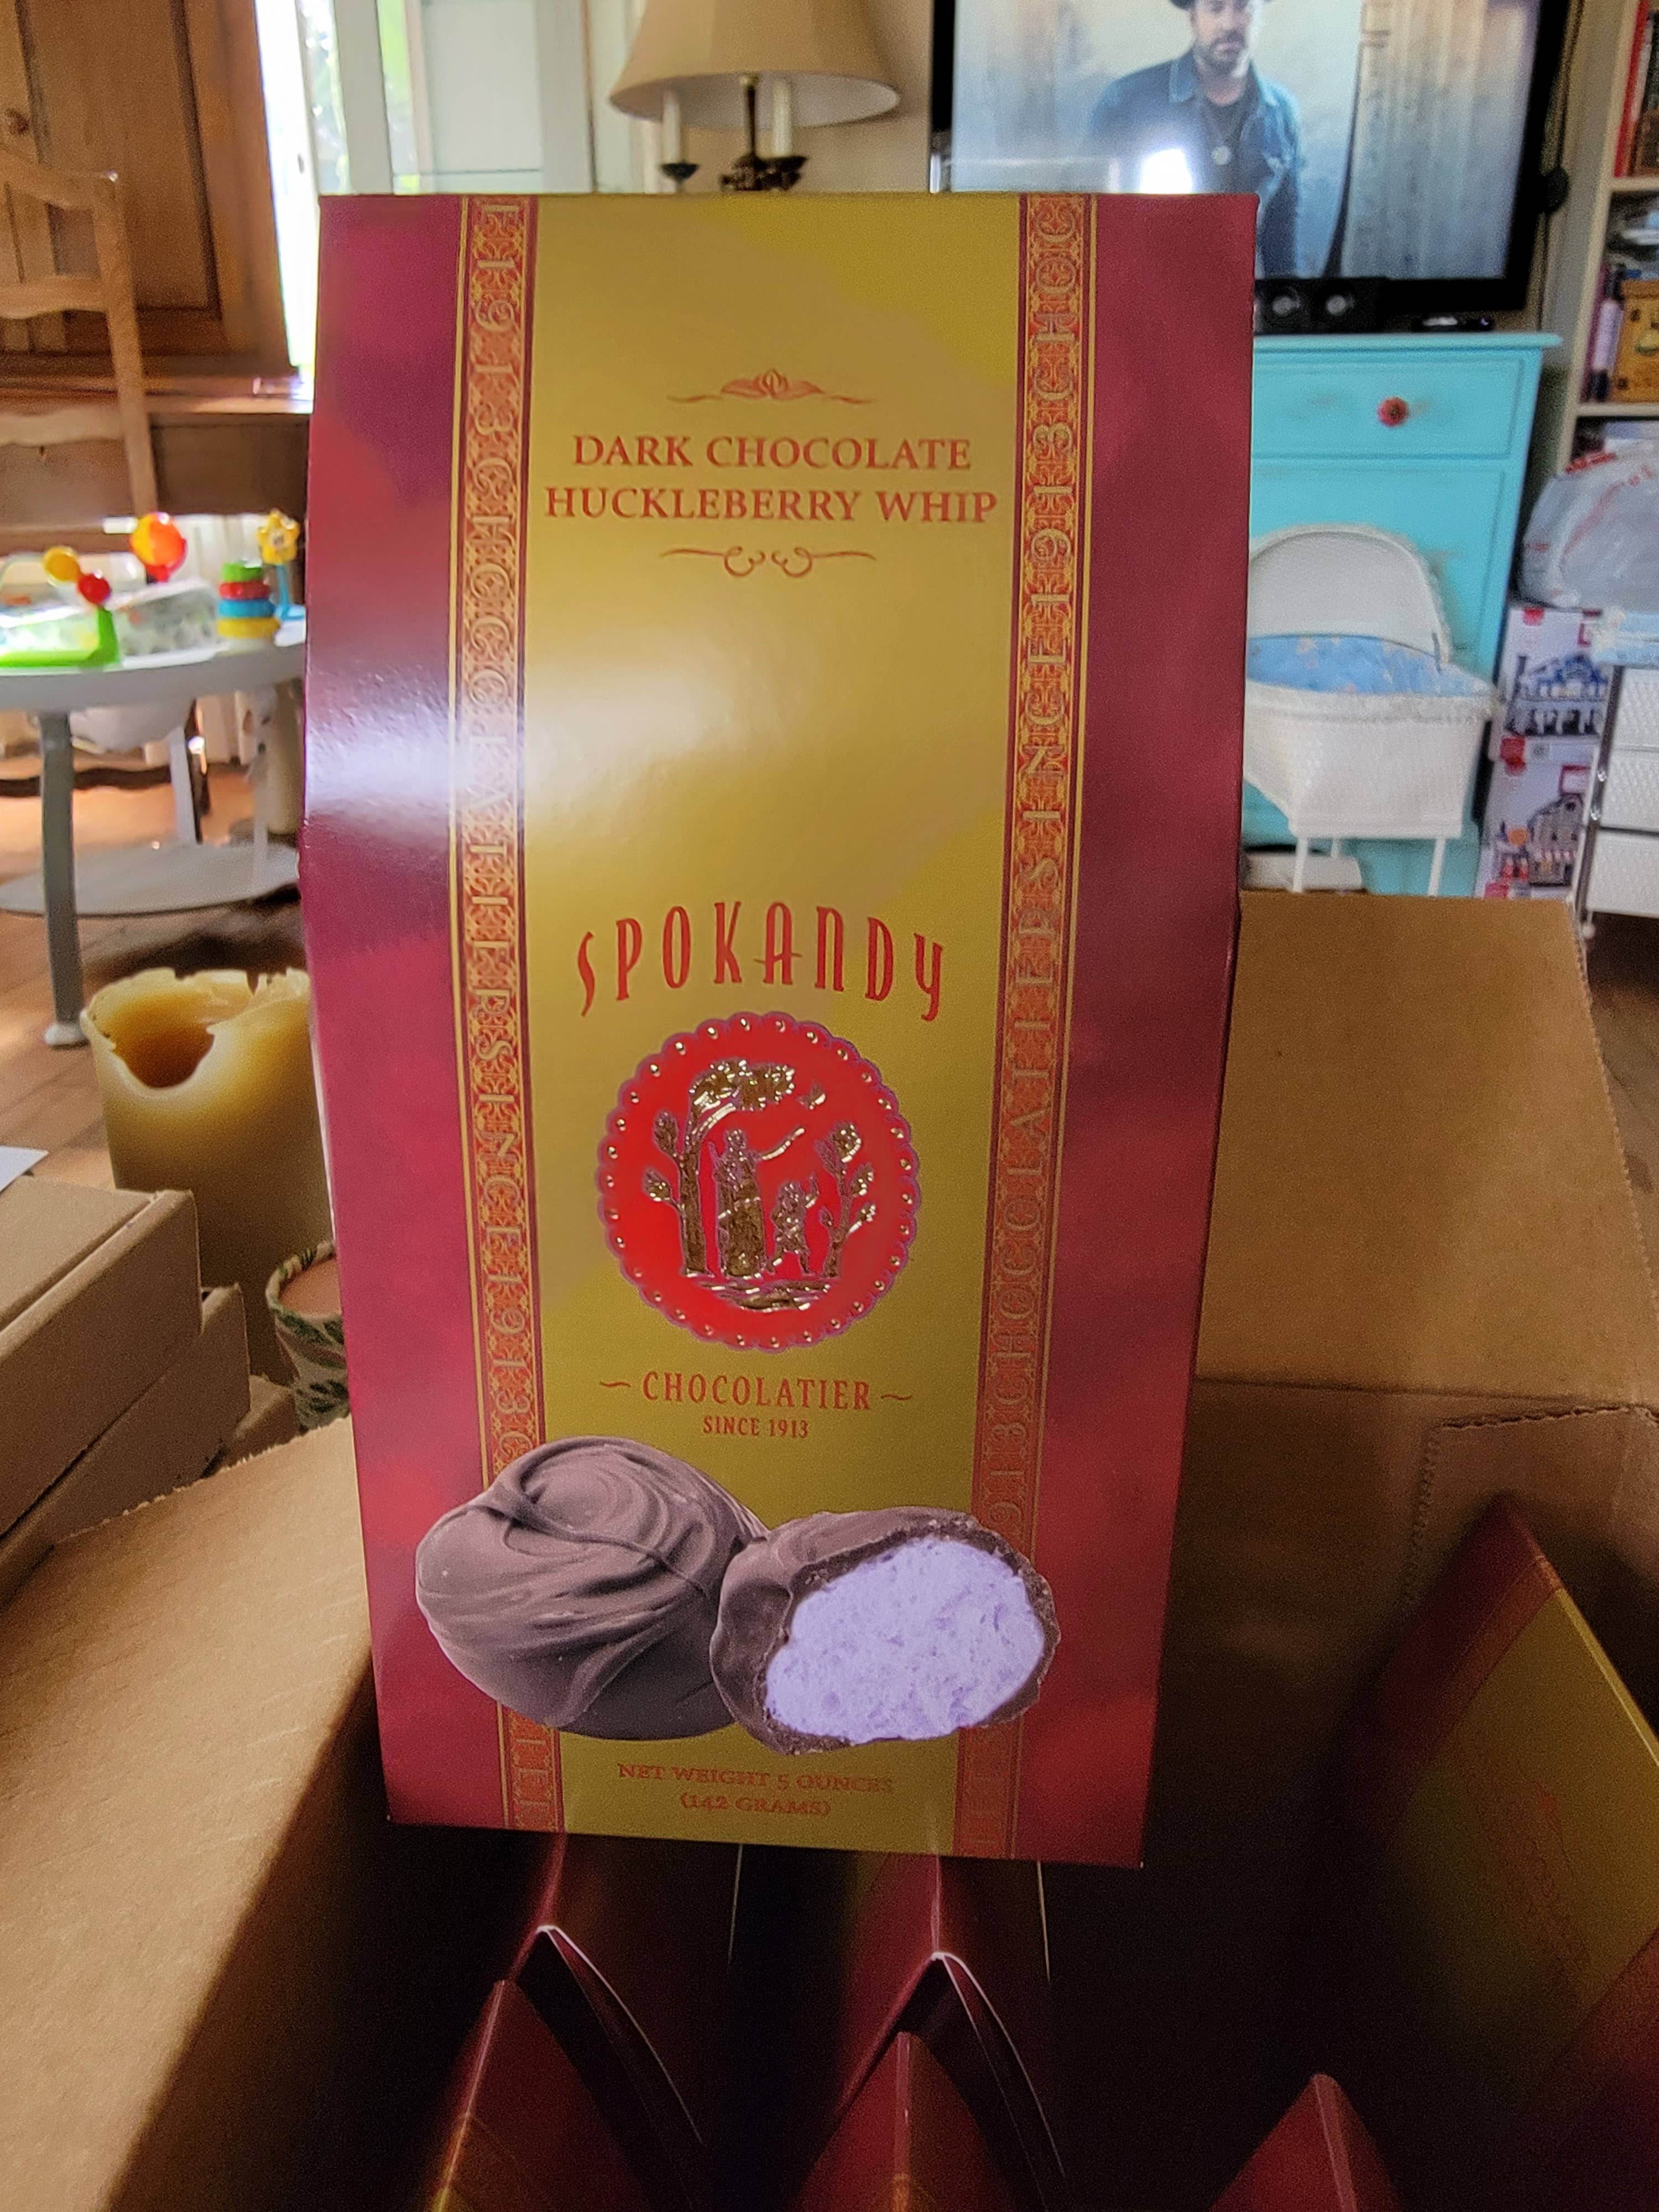 DARK CHOCOLATE
HUCKLEBERRY WHIP
SPOKANDY
~ CHOCOLATIER ~
SINCE 1913
NET WEIGHT 5 OUNCES
(142 GRAMS)